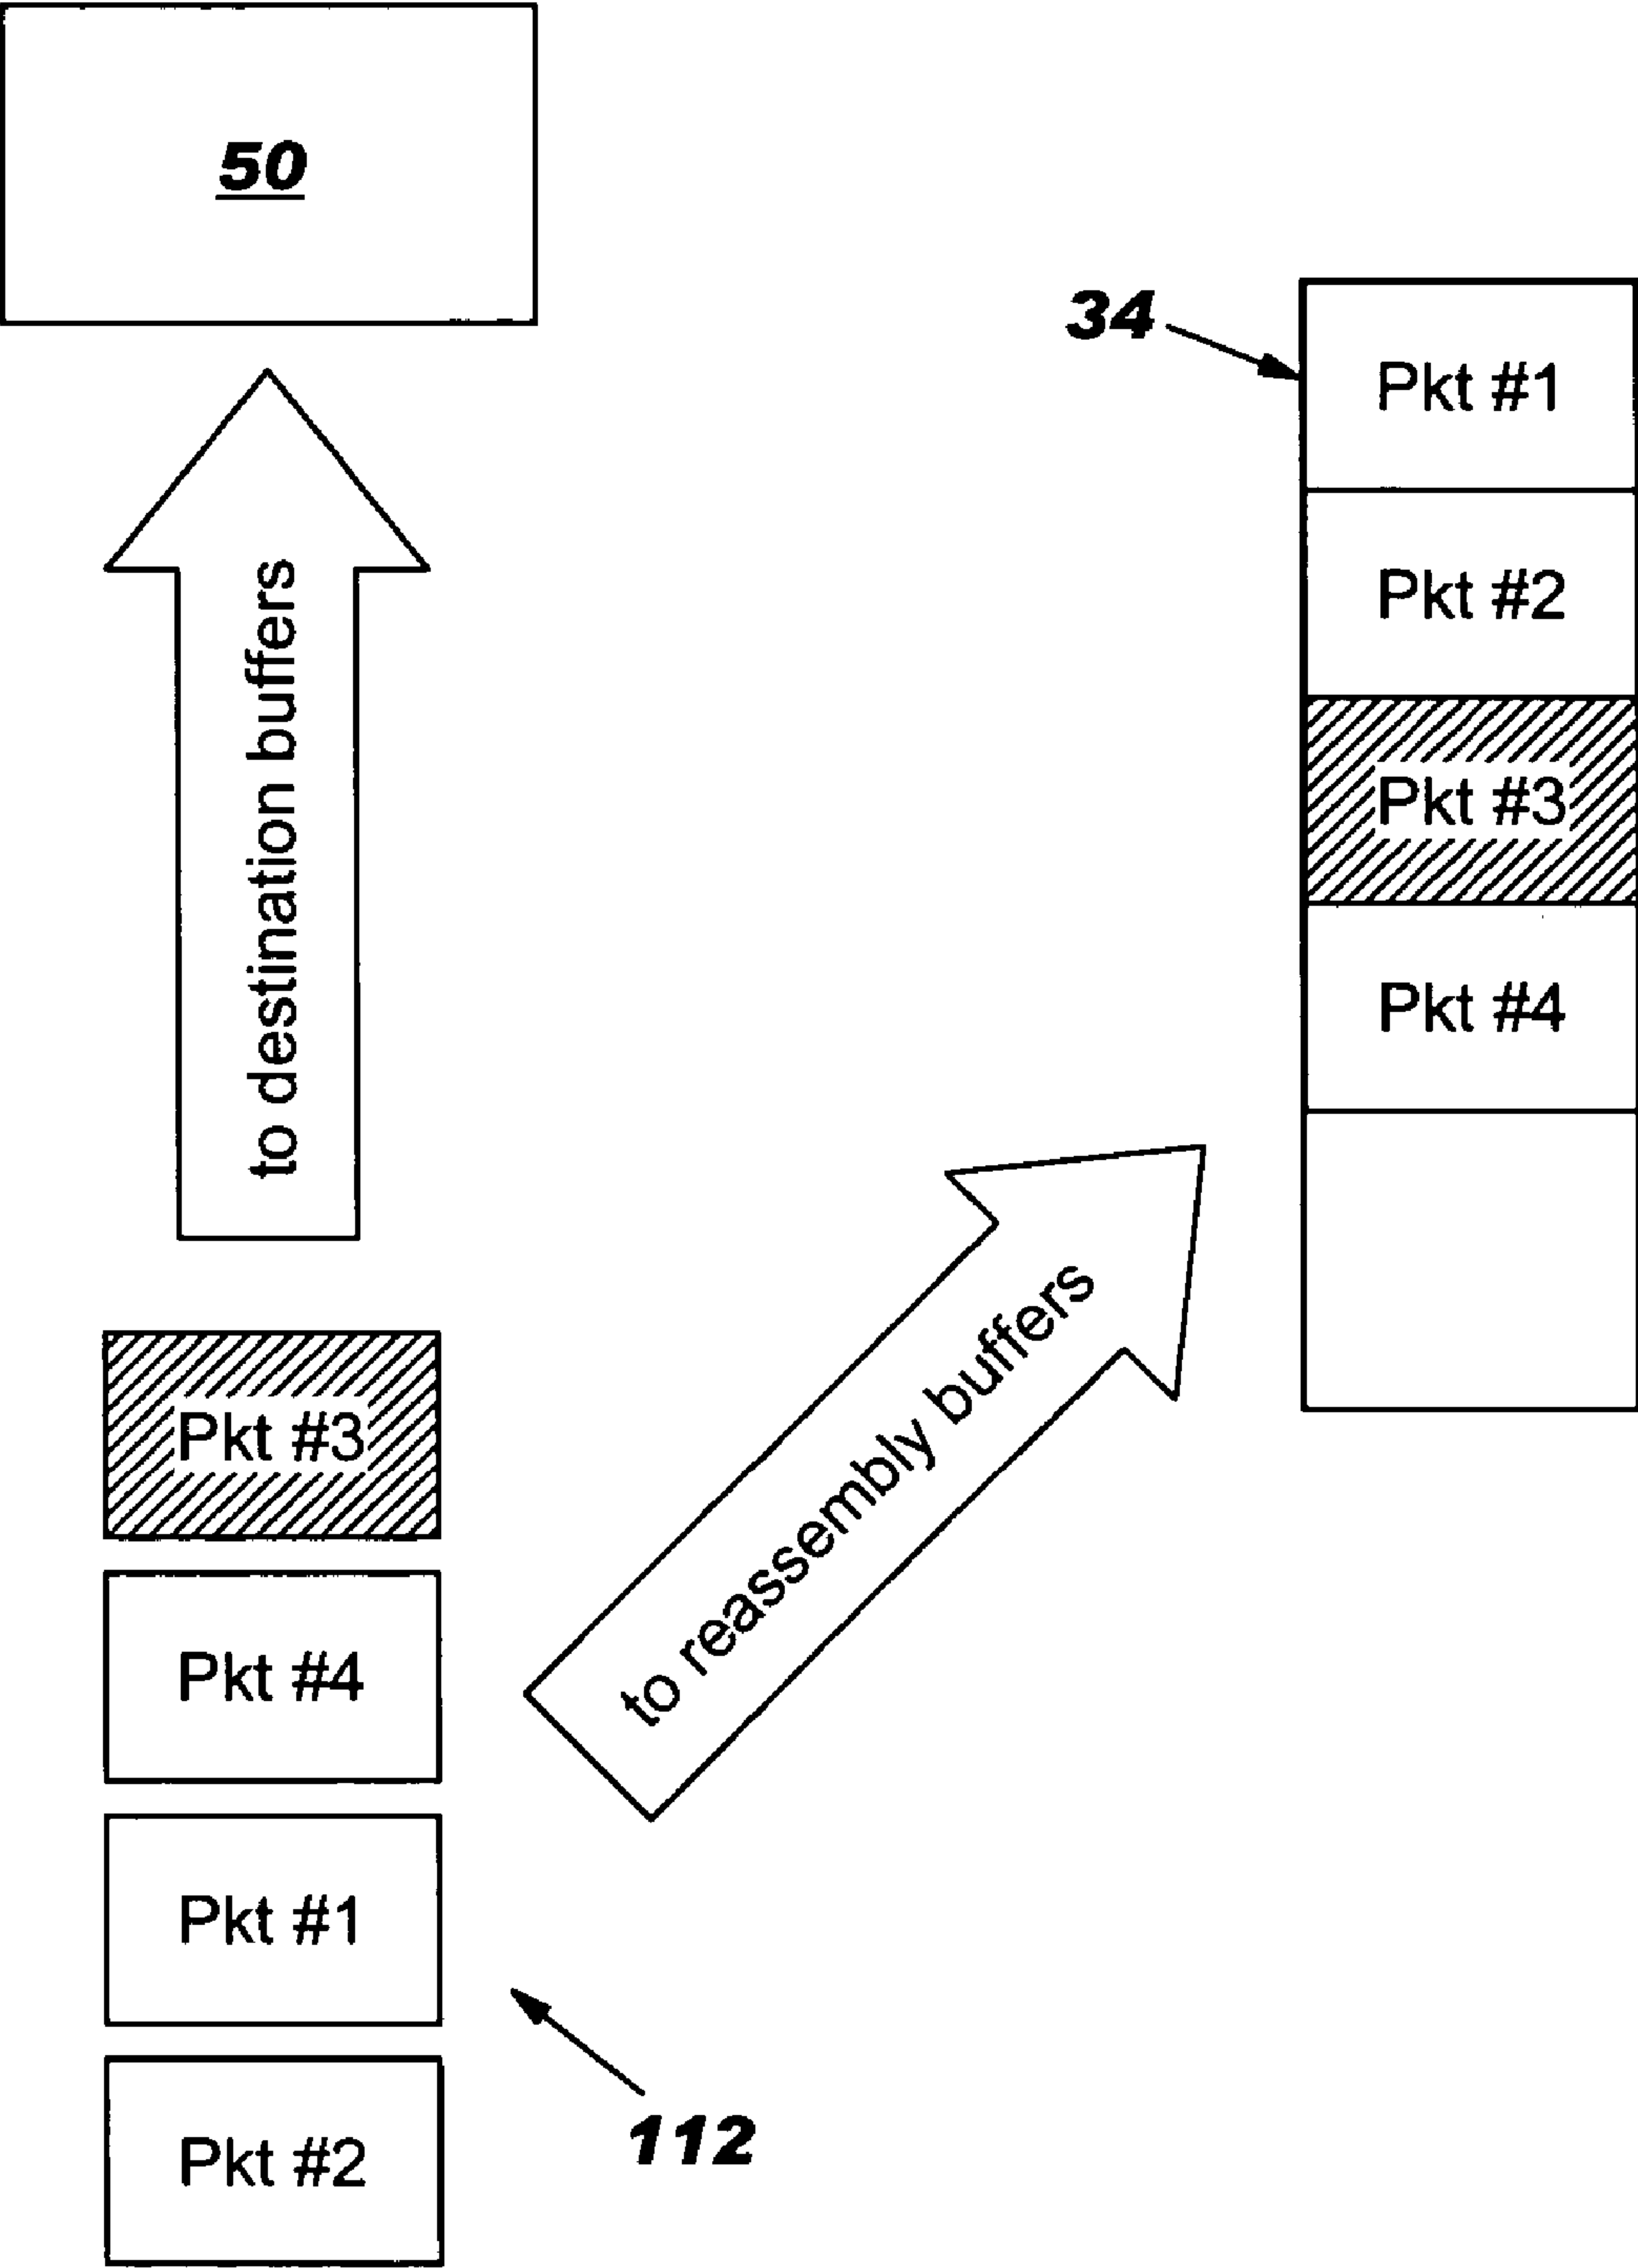 50
34
Pkt #1
Pkt #2
Pkt #3
Pkt #4
to destination buffers
to reassembly buffers
Pkt #3
Pkt #4
Pkt #1
Pkt #2
112